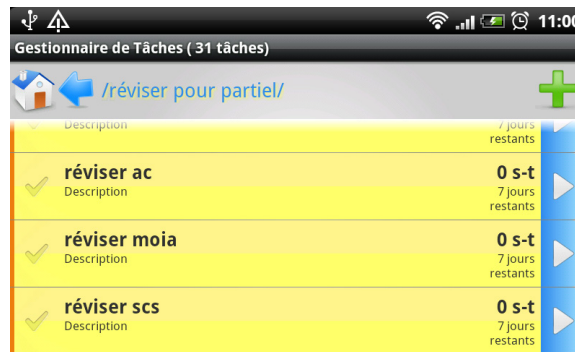 11:00
Gestionnaire de Tâches ( 31 tâches)
/réviser pour partiel/
Description
7 jours
restants
réviser ac
0 s-t
Description
7 jours
restants
réviser moia
0 s-t
Description
7 jours
restants
réviser scs
0 s-t
Description
7 jours
restants